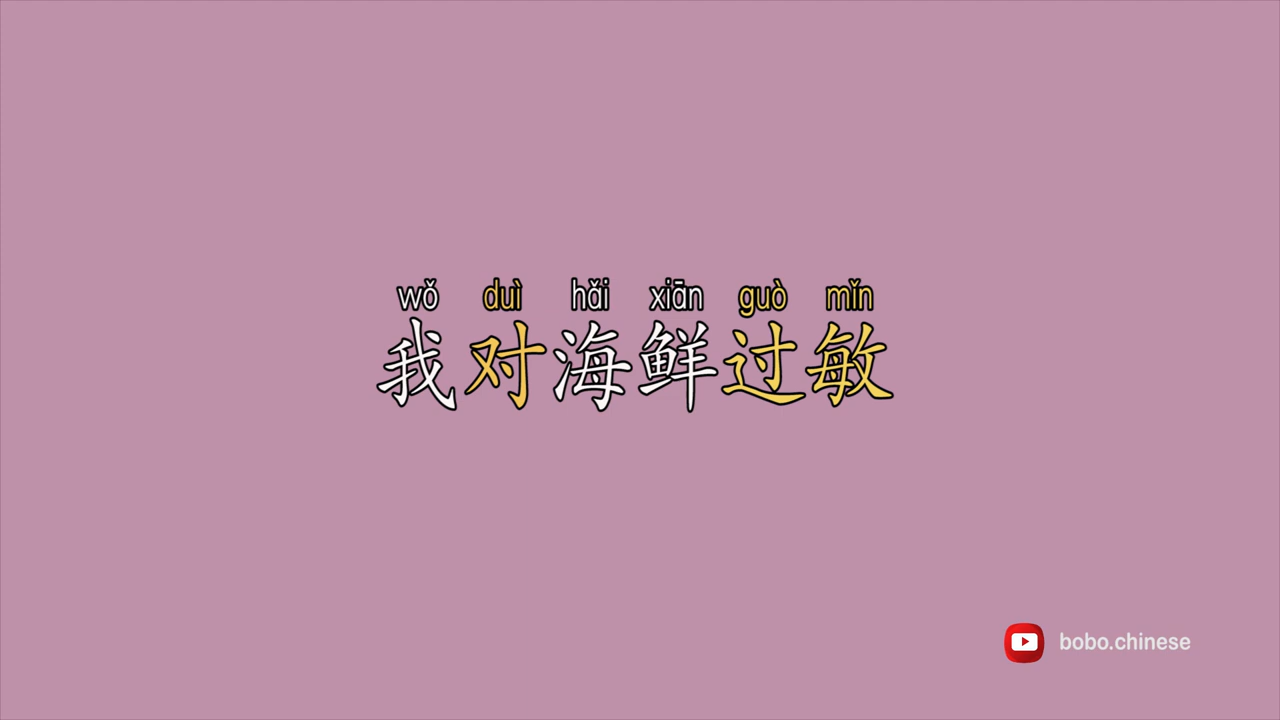 wǒ duì hǎi xiān guò mǐn
我对海鲜过敏
bobo.chinese